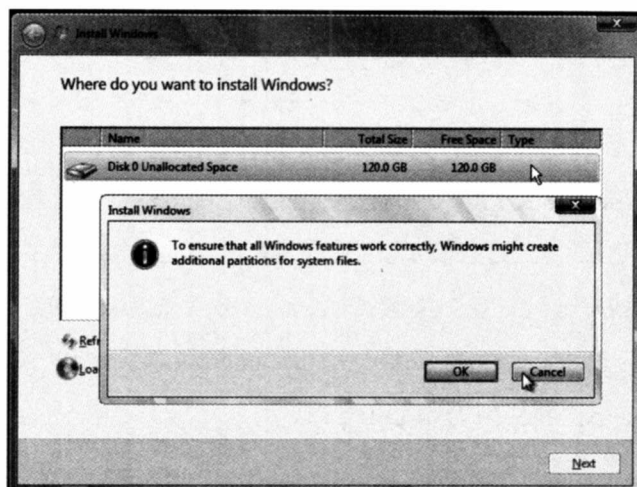 Install Windows
Where do you want to install Windows?
Name Total Size Free Space Type
Disk 0 Unallocated Space 120.0 GB 120.0 GB
Install Windows
To ensure that all Windows features work correctly, Windows might create
additional partitions for system files.
Refr
Loa
OK Cancel
Next